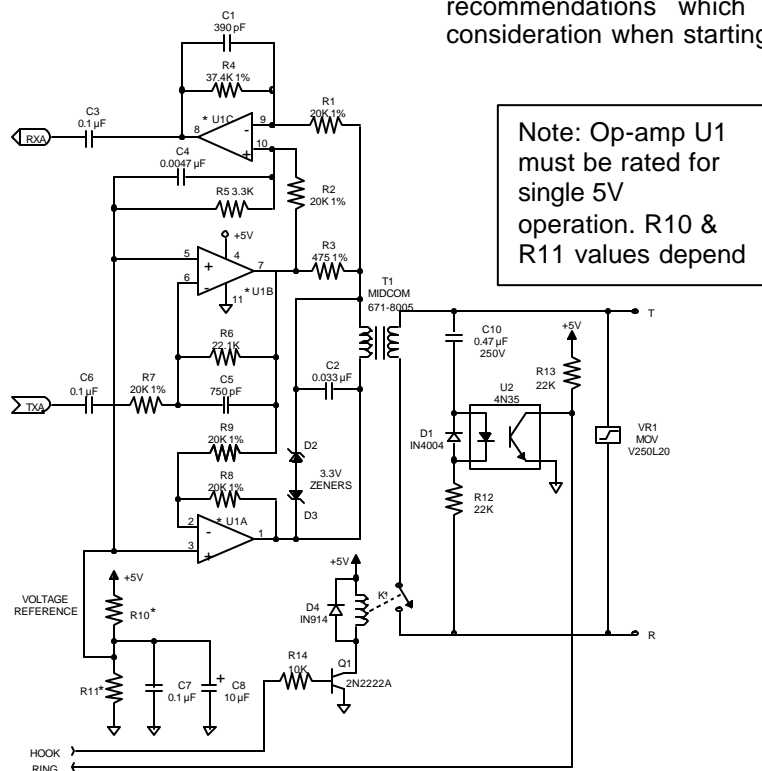 recommendations which
consideration when starting
C1
390 pF
R4
37.4K 1%
C3
0.1 µF
RXA
8
* U1C
9
-
10
+
R1
20K 1%
C4
0.0047 µF
R5 3.3K
R2
20K 1%
Note: Op-amp U1
must be rated for
single 5V
operation. R10 &
R11 values depend
+5V
5
+
4
7
6
-
11
* U1B
R3
475 1%
T1
MIDCOM
671-8005
T
R6
22.1K
C10
0.47 µF
250V
+5V
R13
22K
C6
0.1 µF
R7
20K 1%
C5
750 pF
C2
0.033 µF
U2
4N35
TXA
D1
IN4004
VR1
MOV
V250L20
R9
20K 1%
D2
R8
20K 1%
3.3V
ZENERS
R12
22K
D3
* U1A
2
-
1
3
+
+5V
VOLTAGE
REFERENCE
R10*
+5V
D4
IN914
K1
R
R11*
C7
0.1 µF
+
C8
10 µF
R14
10K
Q1
2N2222A
HOOK
RING